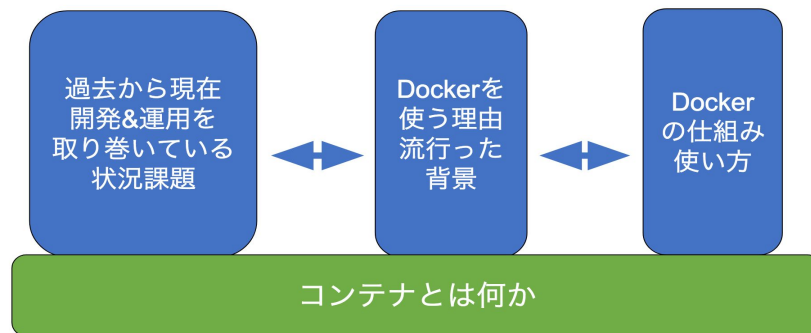 過去から現在
開発&運用を
取り巻いている
状況課題
Dockerを
使う理由
流行った
背景
Docker
の仕組み
使い方
コンテナとは何か